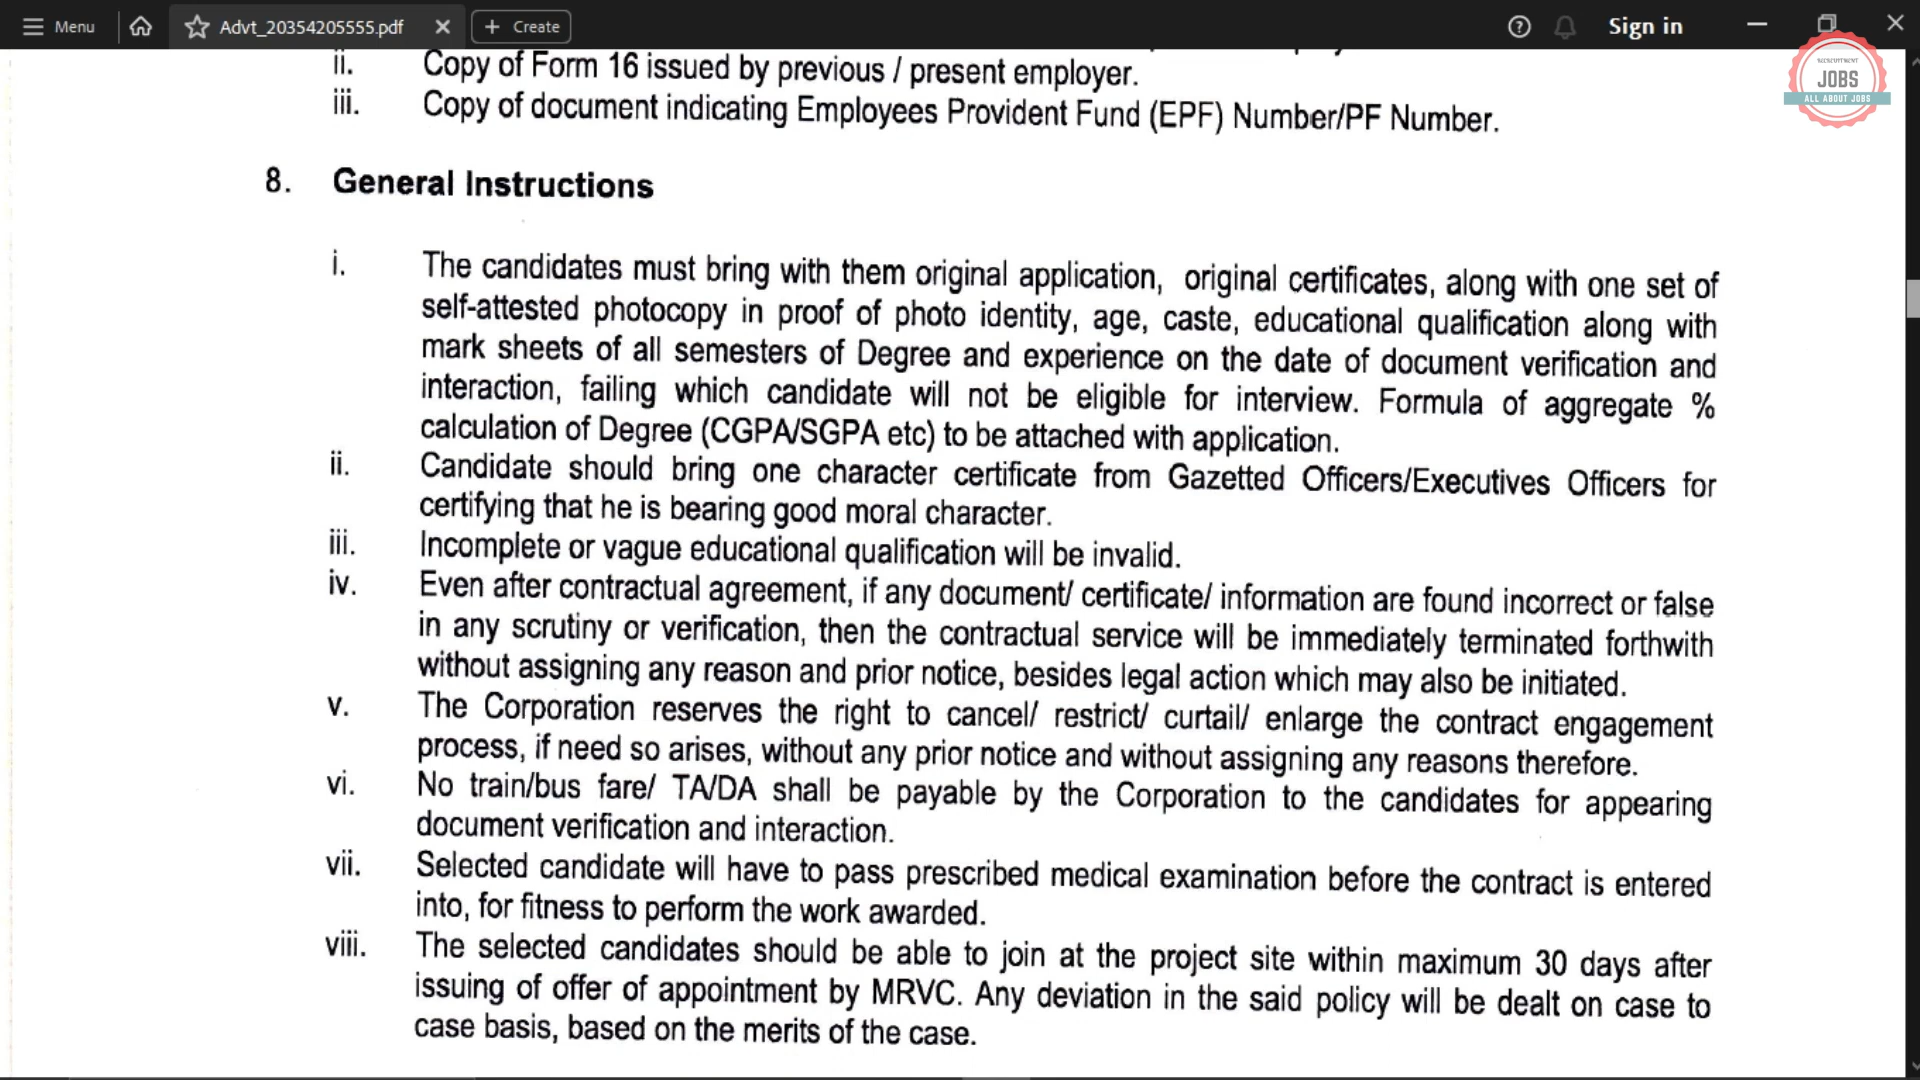 Menu
Advt_20354205555.pdf
Create
Sign in
RECRUITMENT
JOBS
ALL ABOUT JOBS
ii. Copy of Form 16 issued by previous / present employer.
iii. Copy of document indicating Employees Provident Fund (EPF) Number/PF Number.
8. General Instructions
i. The candidates must bring with them original application, original certificates, along with one set of
self-attested photocopy in proof of photo identity, age, caste, educational qualification along with
mark sheets of all semesters of Degree and experience on the date of document verification and
interaction, failing which candidate will not be eligible for interview. Formula of aggregate %
calculation of Degree (CGPA/SGPA etc) to be attached with application.
ii. Candidate should bring one character certificate from Gazetted Officers/Executives Officers for
certifying that he is bearing good moral character.
iii. Incomplete or vague educational qualification will be invalid.
iv. Even after contractual agreement, if any document/ certificate/ information are found incorrect or false
in any scrutiny or verification, then the contractual service will be immediately terminated forthwith
without assigning any reason and prior notice, besides legal action which may also be initiated.
v. The Corporation reserves the right to cancel/ restrict/ curtail/ enlarge the contract engagement
process, if need so arises, without any prior notice and without assigning any reasons therefore.
vi. No train/bus fare/ TA/DA shall be payable by the Corporation to the candidates for appearing
document verification and interaction.
vii. Selected candidate will have to pass prescribed medical examination before the contract is entered
into, for fitness to perform the work awarded.
viii. The selected candidates should be able to join at the project site within maximum 30 days after
issuing of offer of appointment by MRVC. Any deviation in the said policy will be dealt on case to
case basis, based on the merits of the case.